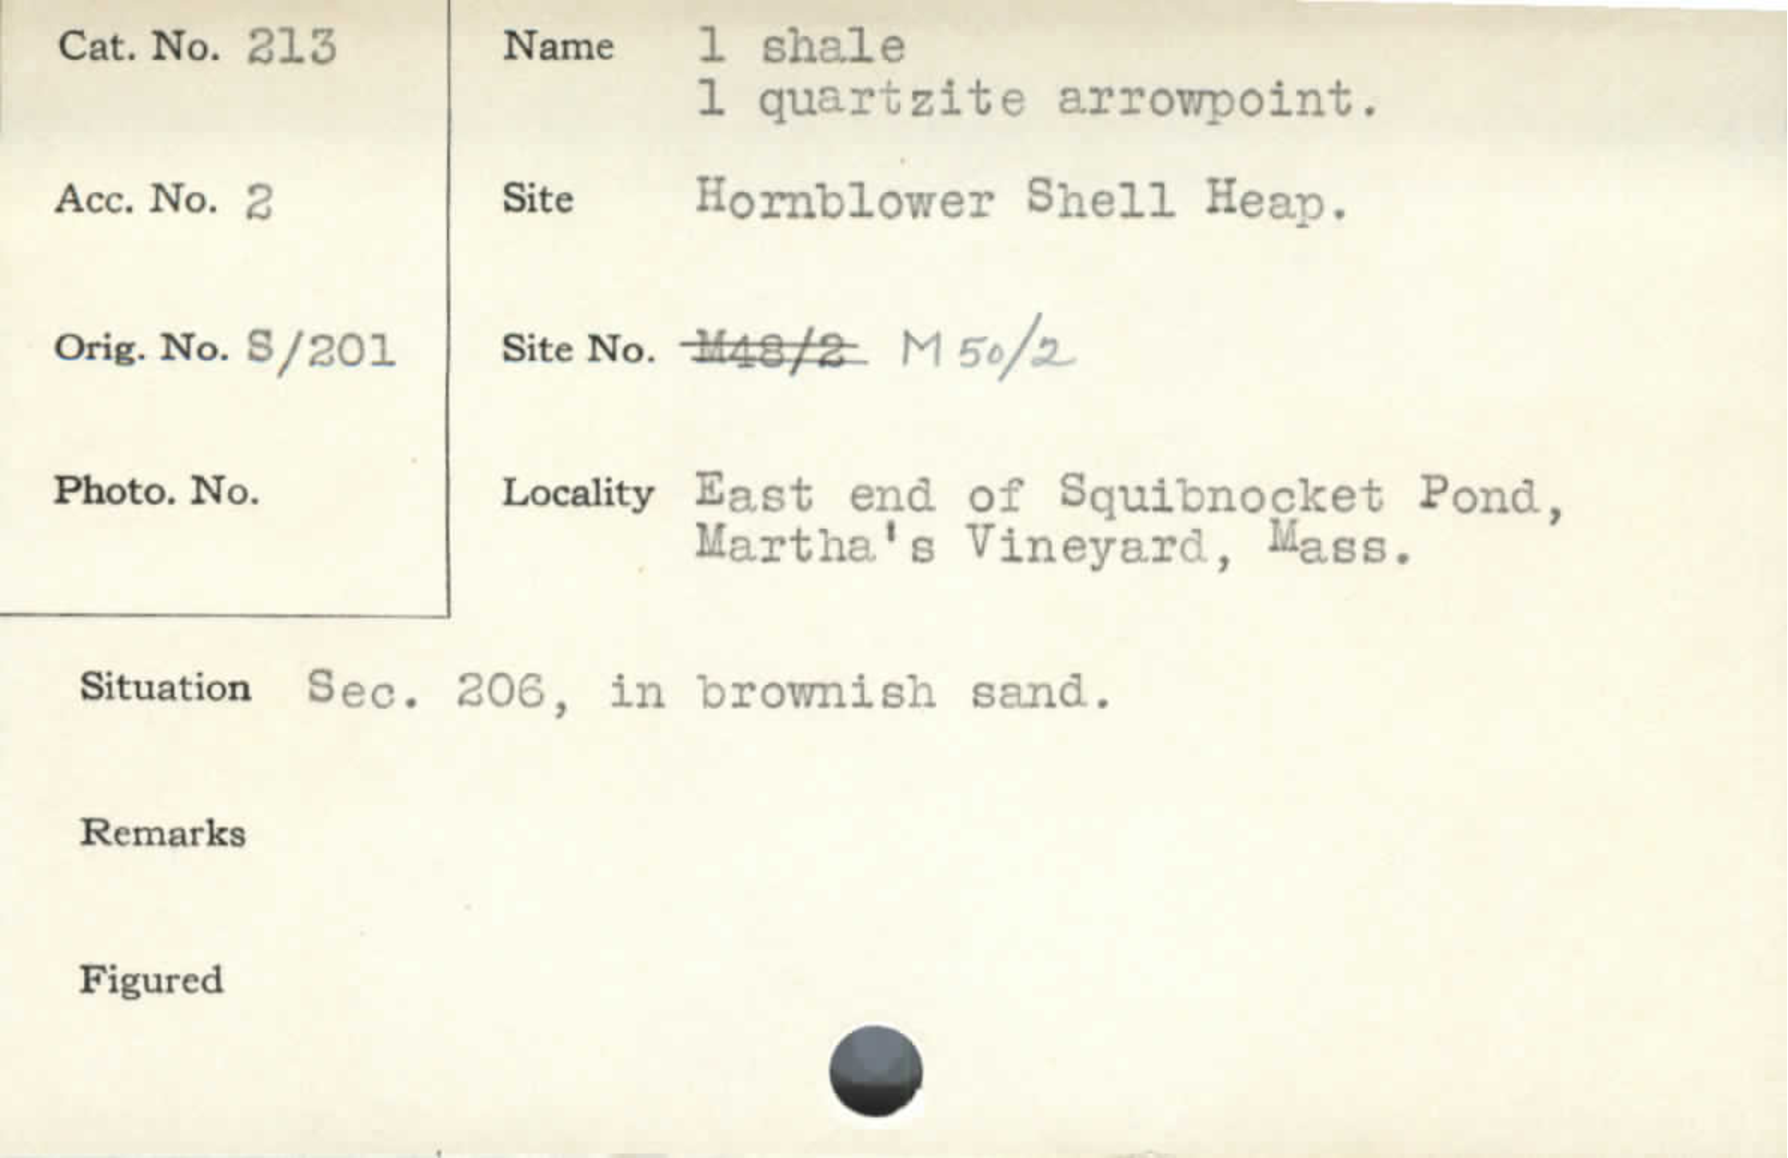 Cat. No. 213
Name 1 shale
1 quartzite arrowpoint.
Acc. No. 2
Site Hornblower Shell Heap.
Orig. No. S/201
Site No. M48/2 M 50/2
Photo. No.
Locality East end of Squibnocket Pond,
Martha's Vineyard, Mass.
Situation Sec. 206, in brownish sand.
Remarks
Figured